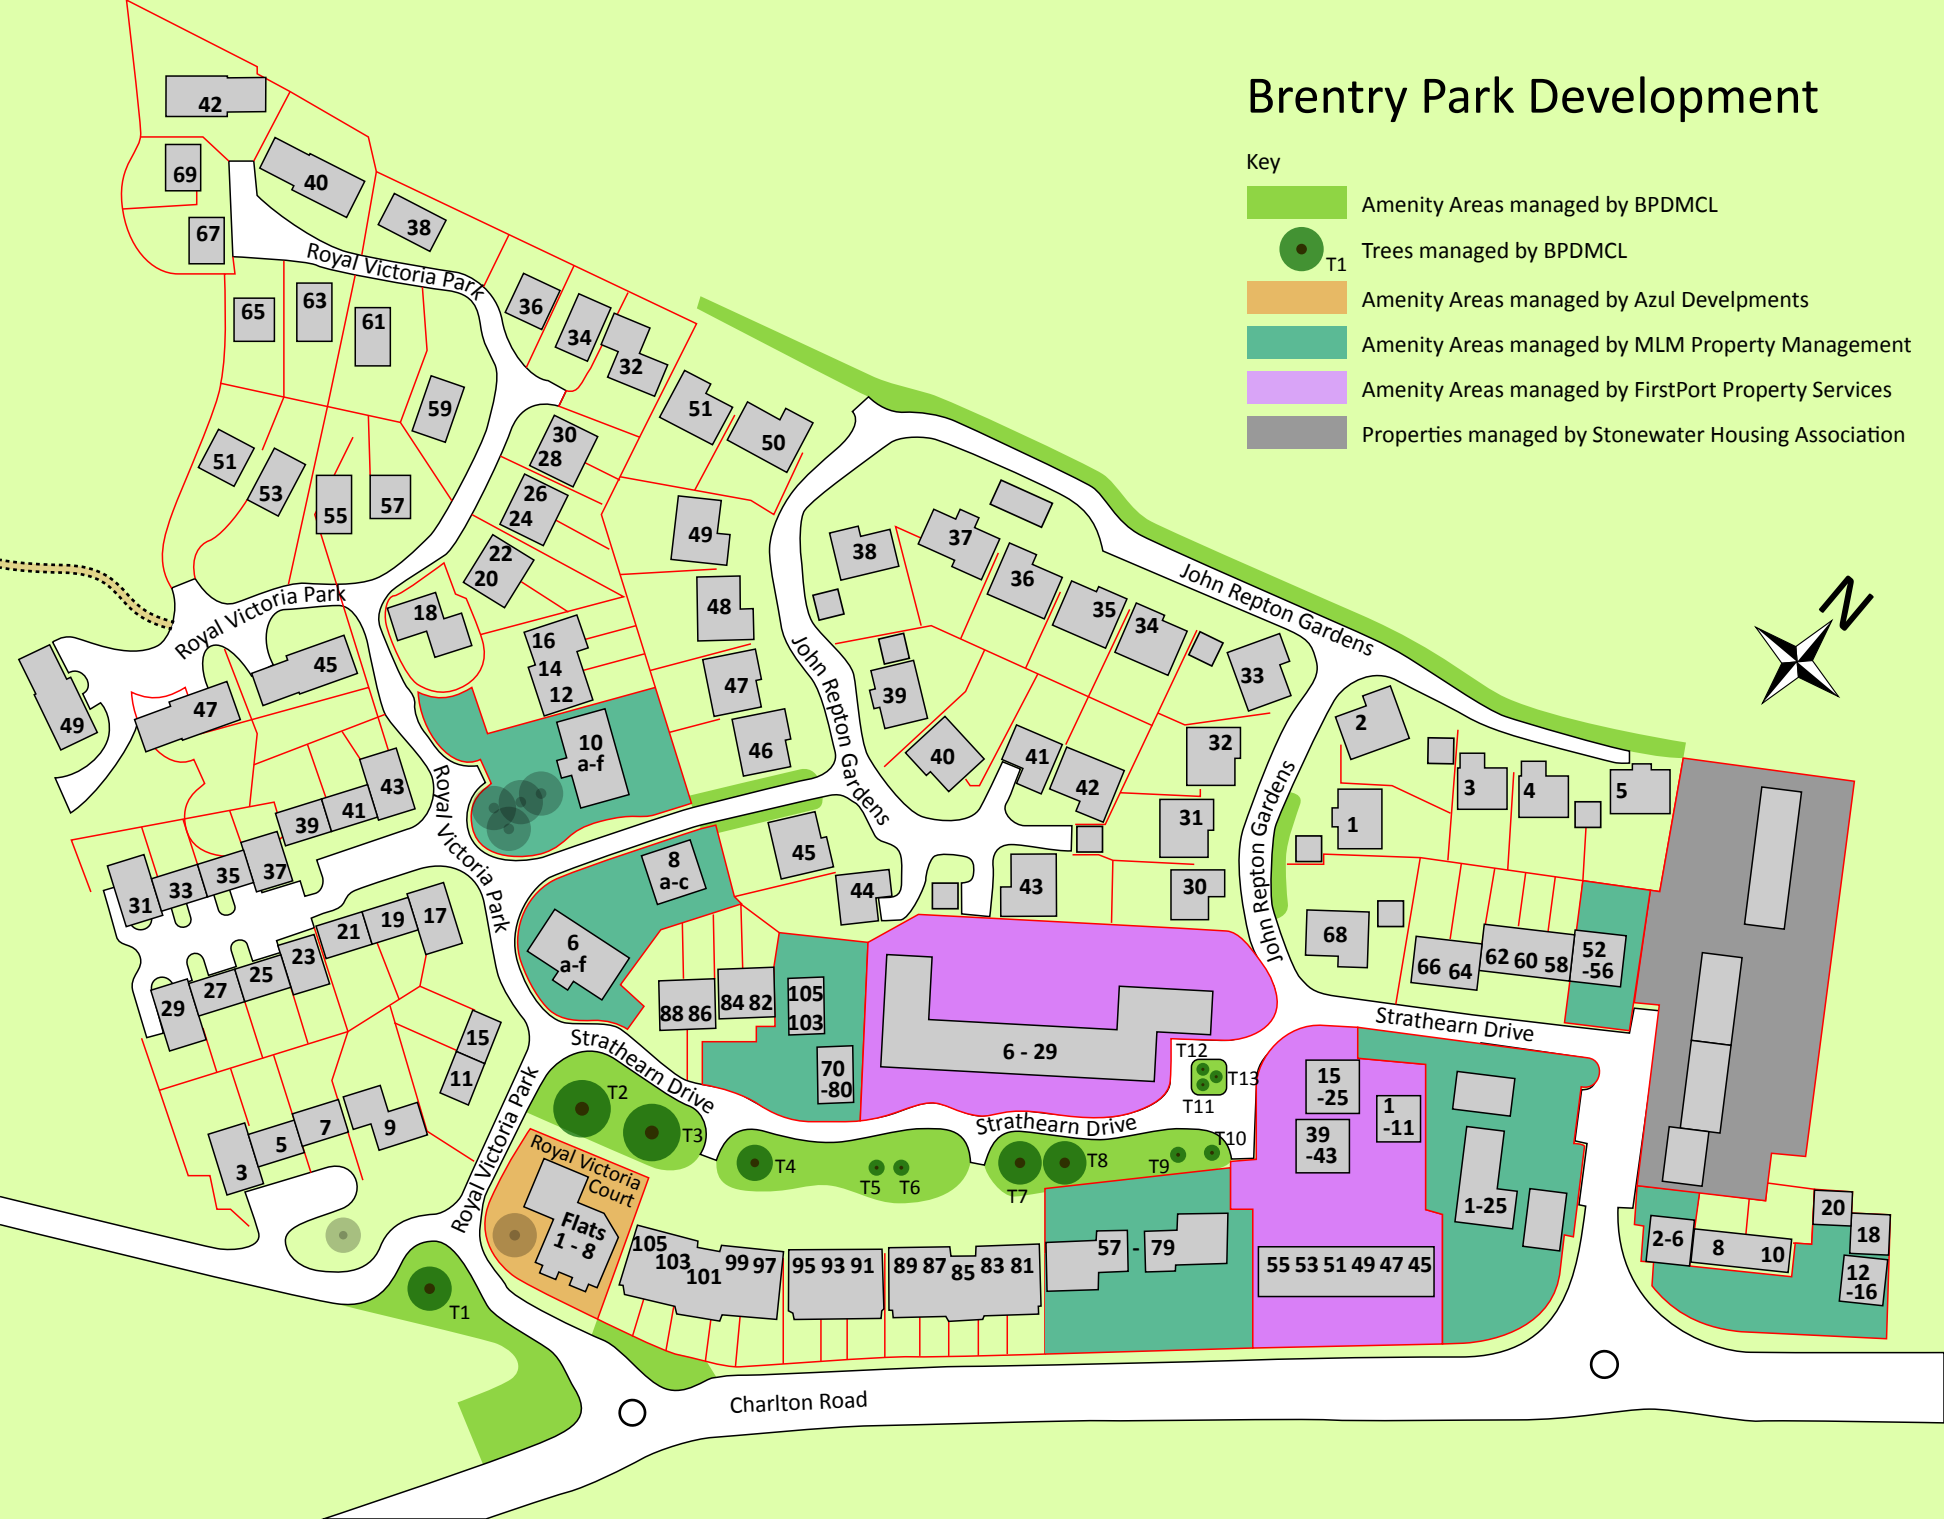 Brentry Park Development
Key
Amenity Areas managed by BPDMCL
T1
Trees managed by BPDMCL
Amenity Areas managed by Azul Develpments
Amenity Areas managed by MLM Property Management
Amenity Areas managed by FirstPort Property Services
Properties managed by Stonewater Housing Association
N
42
69
40
67
38
Royal Victoria Park
65
63
61
36
34
32
59
51
50
30
28
51
53
55
57
26
24
49
22
20
38
37
36
35
34
33
John Repton Gardens
Royal Victoria Park
18
48
16
14
12
45
47
49
47
46
10
a-f
John Repton Gardens
39
40
41
42
32
31
30
2
1
3
4
5
John Repton Gardens
43
41
39
37
35
33
31
Royal Victoria Park
8
a-c
45
44
43
6
a-f
17
19
21
23
25
27
29
88 86
84 82
105
103
70
-80
6 - 29
68
66 64
62 60 58
52
-56
Strathearn Drive
Strathearn Drive
Strathearn Drive
15
11
Royal Victoria Park
3
5
7
9
T2
T3
T4
T5
T6
T7
T8
T9
T10
T11
T12
T13
15
-25
1
-11
39
-43
1-25
Royal Victoria
Court
Flats
1 - 8
105
103
101
99 97
95 93 91
89 87
85
83 81
57 - 79
55 53 51 49 47 45
2-6
8
10
20
18
12
-16
T1
Charlton Road